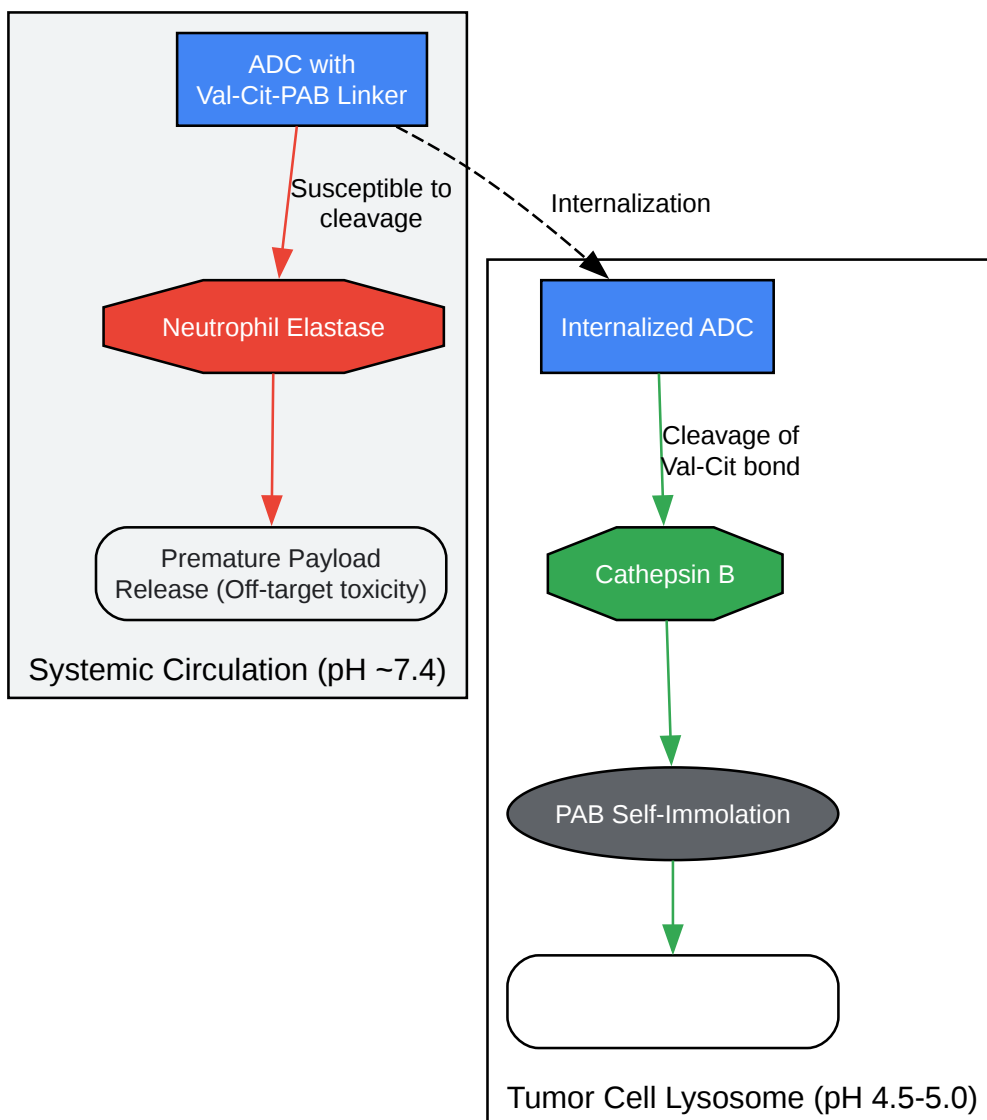 ADC with
Val-Cit-PAB Linker
Susceptible to
cleavage
Internalization
Neutrophil Elastase
Internalized ADC
Cleavage of
Val-Cit bond
Premature Payload
Release (Off-target toxicity)
Cathepsin B
Systemic Circulation (pH ~7.4)
PAB Self-Immolation
Tumor Cell Lysosome (pH 4.5-5.0)